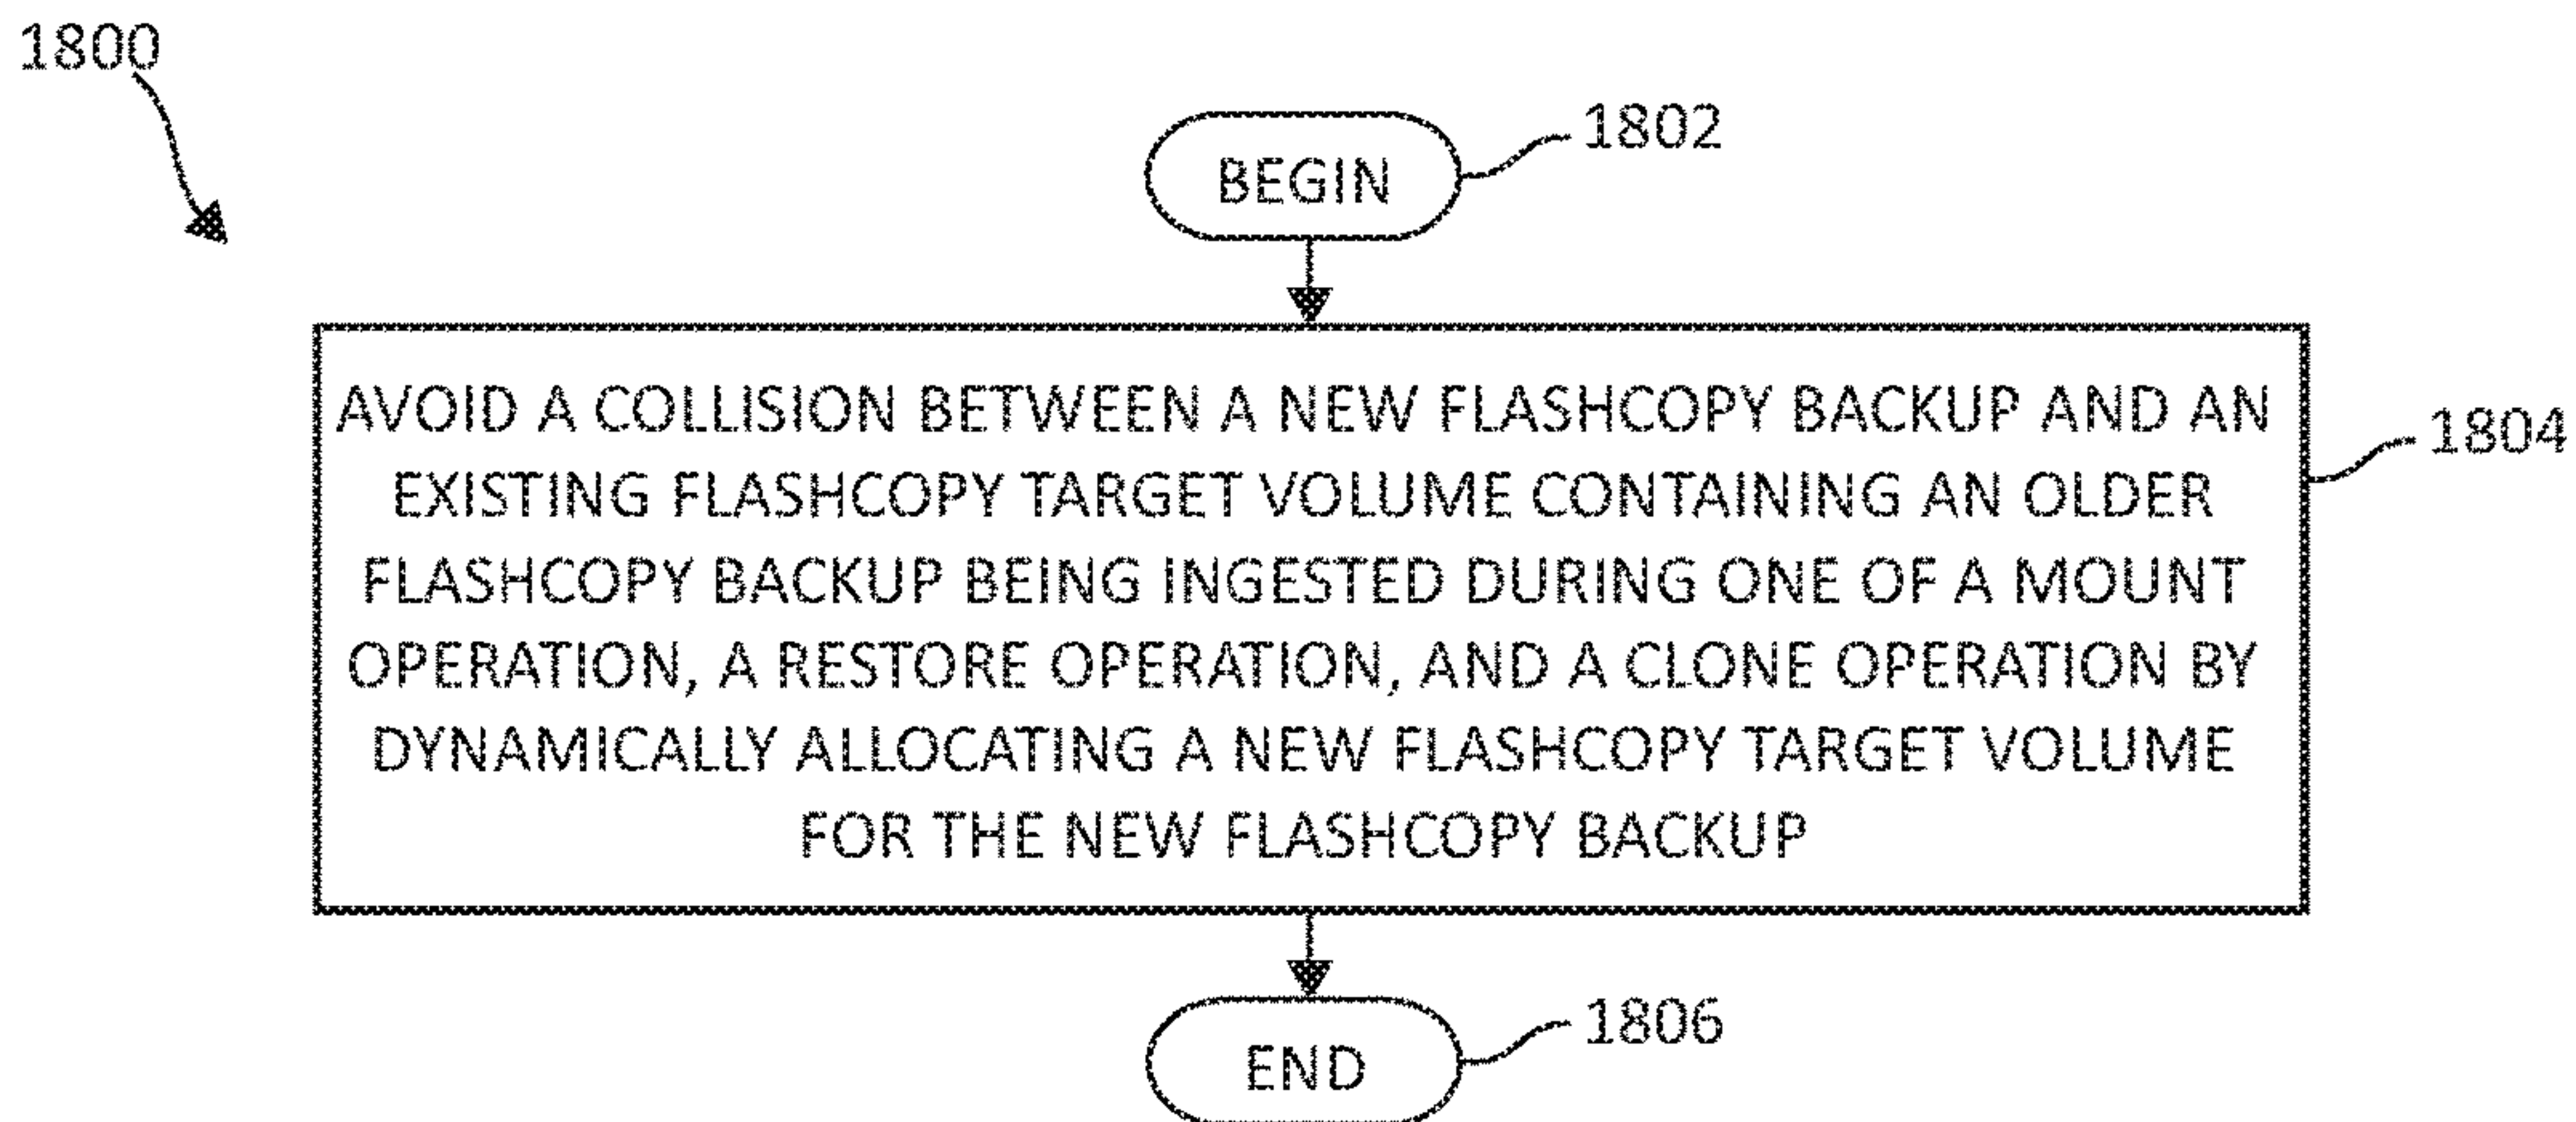 1800
1802
BEGIN
AVOID A COLLISION BETWEEN A NEW FLASHCOPY BACKUP AND AN
EXISTING FLASHCOPY TARGET VOLUME CONTAINING AN OLDER
FLASHCOPY BACKUP BEING INGESTED DURING ONE OF A MOUNT
OPERATION, A RESTORE OPERATION, AND A CLONE OPERATION BY
DYNAMICALLY ALLOCATING A NEW FLASHCOPY TARGET VOLUME
FOR THE NEW FLASHCOPY BACKUP
1804
1806
END